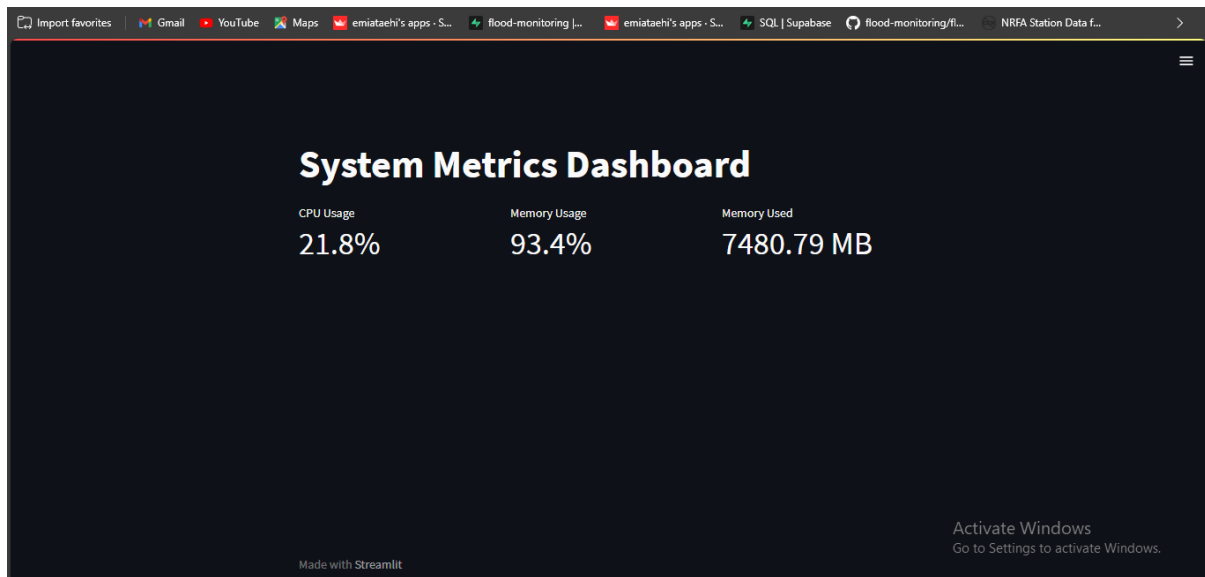 Import favorites Gmail YouTube Maps emiataehi's apps · S... flood-monitoring |... emiataehi's apps · S... SQL | Supabase flood-monitoring/fl... NRFA Station Data f...
System Metrics Dashboard
CPU Usage Memory Usage Memory Used
21.8% 93.4% 7480.79 MB
Activate Windows
Go to Settings to activate Windows.
Made with Streamlit